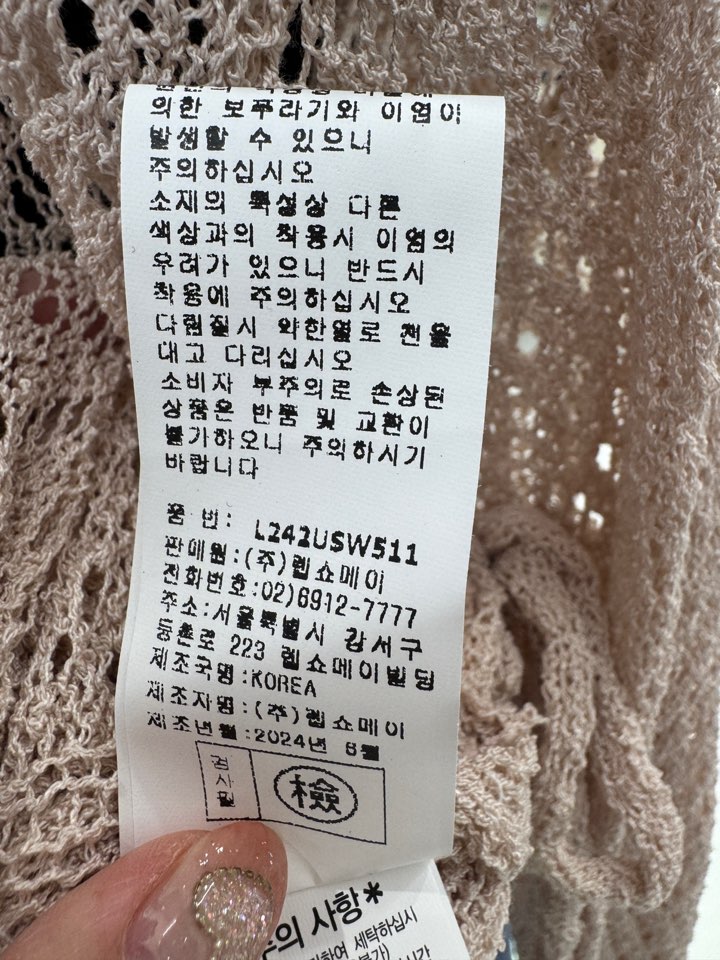 의한 보푸라기와 이염이
발생할 수 있으니
주의하십시오
소재의 특성상 다른
색상과의 착용시 이염의
우려가 있으니 반드시
착용에 주의하십시오
다림질시 약한열로 천을
대고 다리십시오
소비자 부주의로 손상된
상품은 반품 및 교환이
불가하오니 주의하시기
바랍니다
품 번: L242USW511
판매원:(주)렙쇼메이
전화번호:02)6912-7777
주소:서울특별시 강서구
등촌로 223 렙쇼메이빌딩
제조국명:KOREA
제조자명:(주)렙쇼메이
제조년월:2024년 6월
검사필 檢
의 사항*
하여 세탁하십시